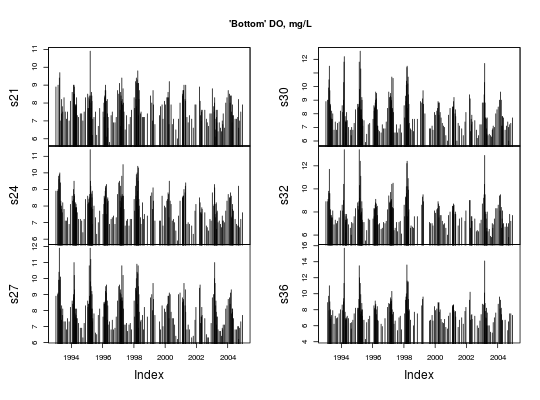 'Bottom' DO, mg/L
s21
6 7 8 9 10 11
s24
6 7 8 9 10 11
s27
6 7 8 9 10 11 12
1994 1996 1998 2000 2002 2004
Index
s30
6 8 10 12
s32
6 8 10 12
s36
4 6 8 10 12 14 16
1994 1996 1998 2000 2002 2004
Index